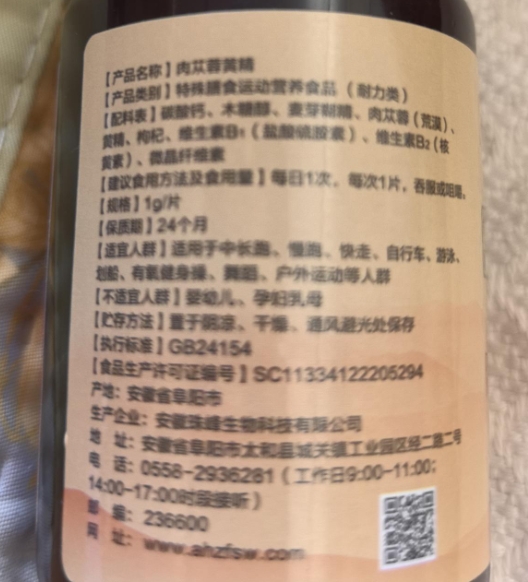 【产品名称】肉苁蓉黄精
【产品类别】特殊膳食运动营养食品（耐力类）
【配料表】碳酸钙、木糖醇、麦芽糊精、肉苁蓉（荒漠）、
黄精、枸杞、维生素B₁（盐酸硫胺素）、维生素B₂（核
黄素）、微晶纤维素
【建议食用方法及食用量】每日1次，每次1片，吞服或咀嚼。
【规格】1g/片
【保质期】24个月
【适宜人群】适用于中长跑、慢跑、快走、自行车、游泳、
划船、有氧健身操、舞蹈、户外运动等人群
【不适宜人群】婴幼儿、孕妇乳母
【贮存方法】置于阴凉、干燥、通风避光处保存
【执行标准】GB24154
【食品生产许可证编号】SC11334122205294
产地：安徽省阜阳市
生产企业：安徽珠峰生物科技有限公司
地 址：安徽省阜阳市太和县城关镇工业园区经二路二号
电 话：0558-2936281（工作日9:00-11:00；
14:00-17:00时段接听）
邮 编：236600
网 址：www.ahzfsw.com